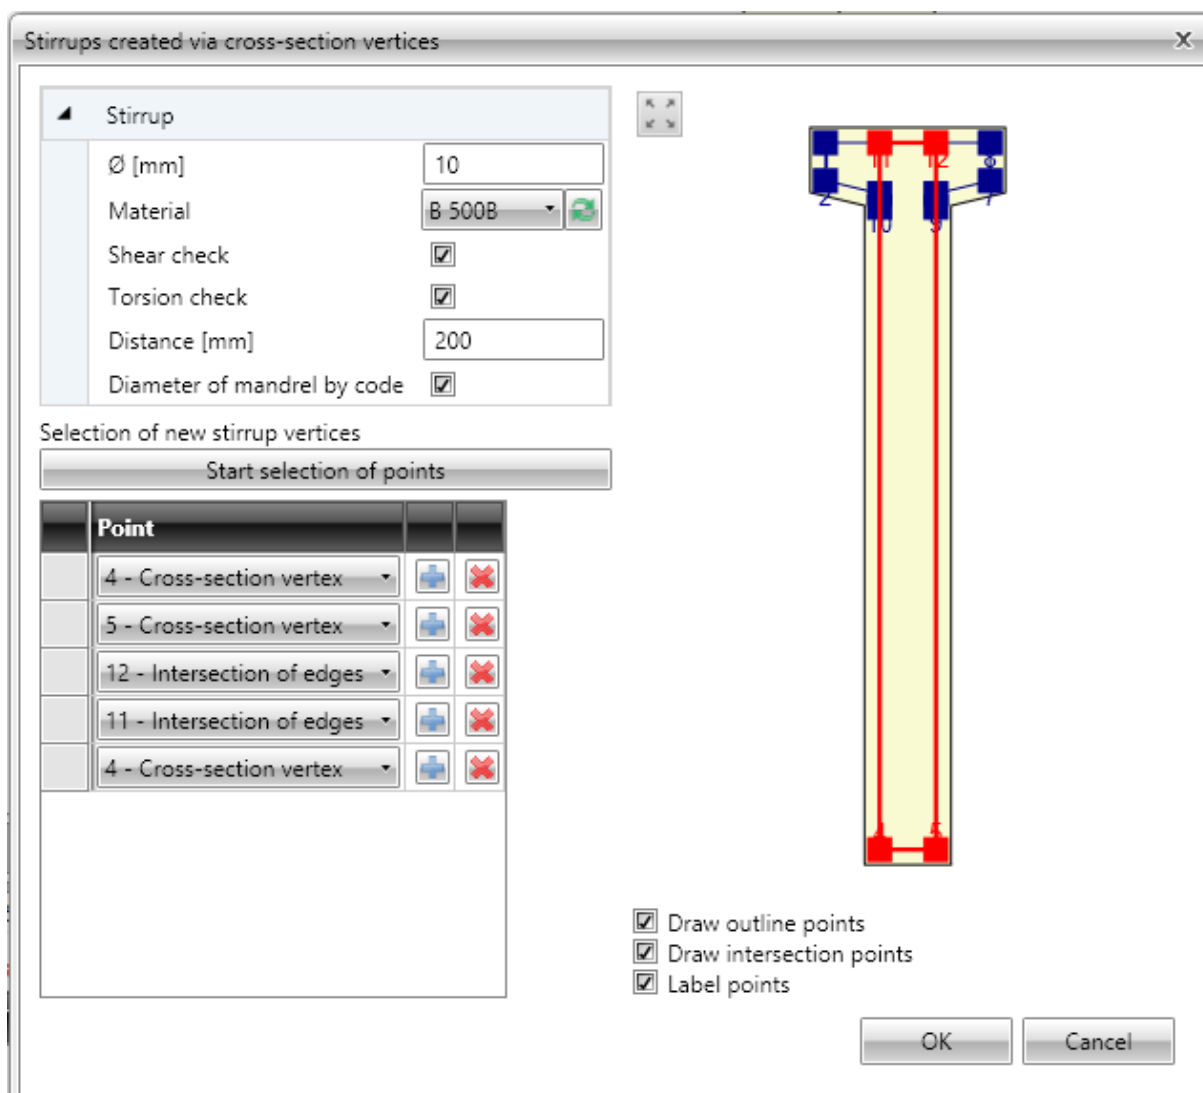 Stirrups created via cross-section vertices
Stirrup
Ø [mm]
10
Material
B 500B
Shear check
Torsion check
Distance [mm]
200
Diameter of mandrel by code
Selection of new stirrup vertices
Start selection of points
Point
4 - Cross-section vertex
5 - Cross-section vertex
12 - Intersection of edges
11 - Intersection of edges
4 - Cross-section vertex
11
12
8
2
7
10
9
4
5
Draw outline points
Draw intersection points
Label points
OK
Cancel